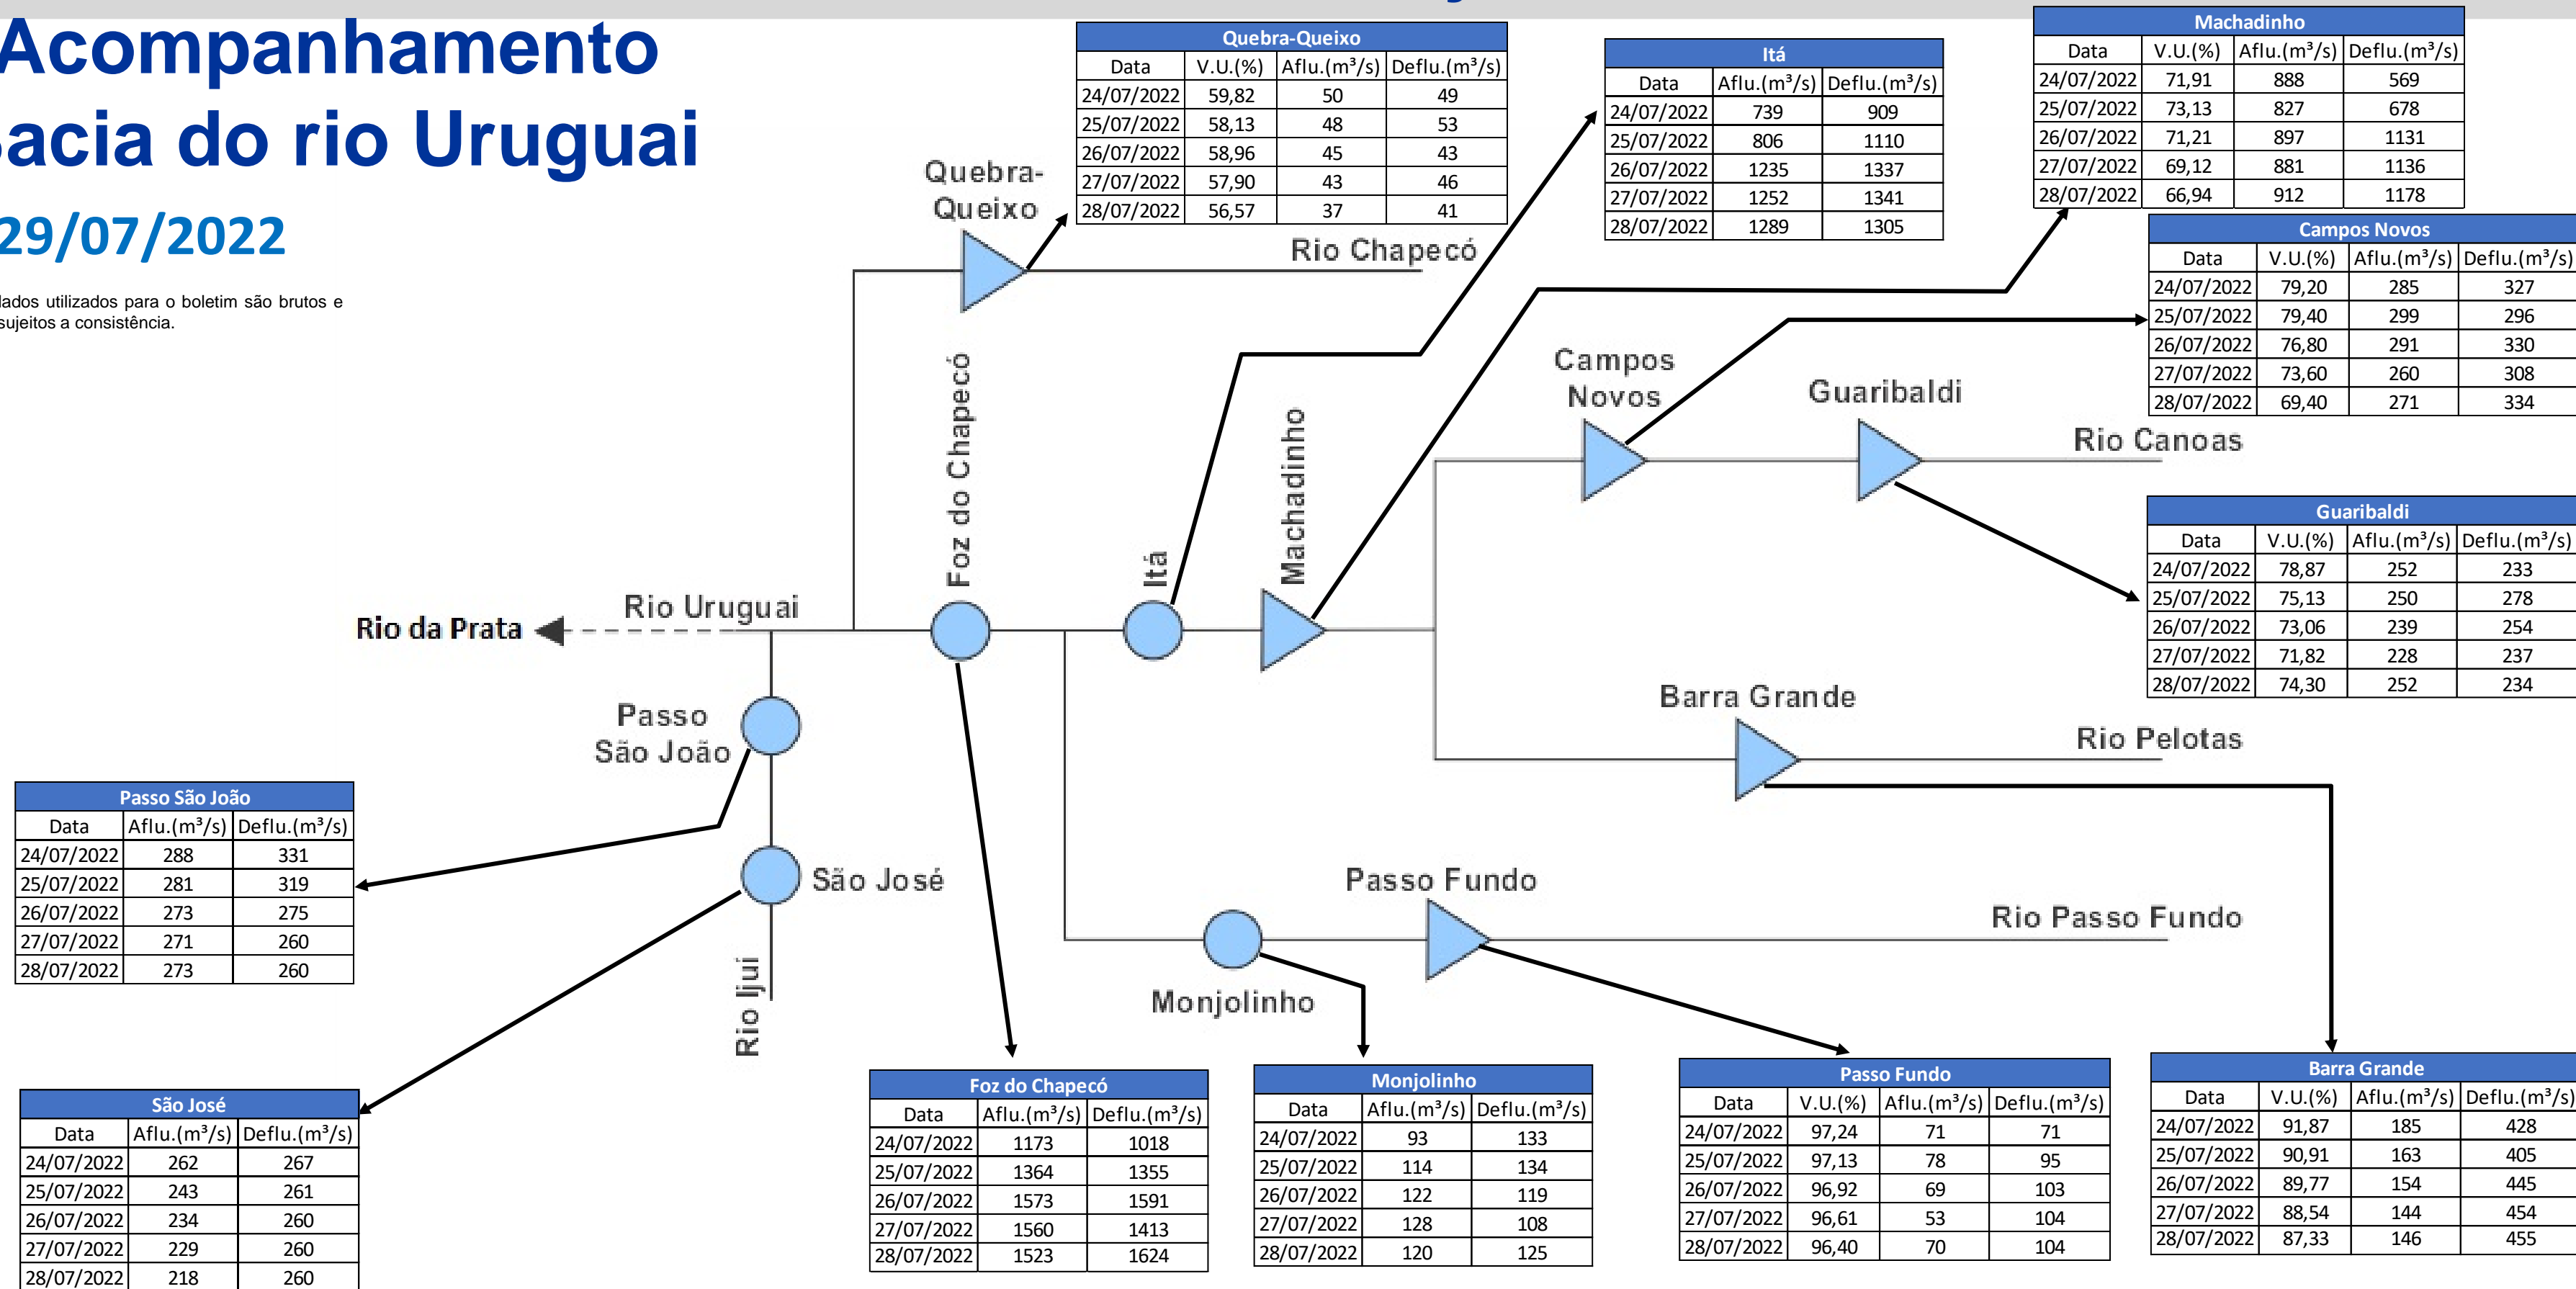 Acompanhamento
Bacia do rio Uruguai
29/07/2022
dados utilizados para o boletim são brutos e
sujeitos a consistência.
Quebra-Queixo
Data V.U.(%) Aflu.(m³/s) Deflu.(m³/s)
24/07/2022 59,82 50 49
25/07/2022 58,13 48 53
26/07/2022 58,96 45 43
27/07/2022 57,90 43 46
28/07/2022 56,57 37 41
Itá
Data Aflu.(m³/s) Deflu.(m³/s)
24/07/2022 739 909
25/07/2022 806 1110
26/07/2022 1235 1337
27/07/2022 1252 1341
28/07/2022 1289 1305
Machadinho
Data V.U.(%) Aflu.(m³/s) Deflu.(m³/s)
24/07/2022 71,91 888 569
25/07/2022 73,13 827 678
26/07/2022 71,21 897 1131
27/07/2022 69,12 881 1136
28/07/2022 66,94 912 1178
Campos Novos
Data V.U.(%) Aflu.(m³/s) Deflu.(m³/s)
24/07/2022 79,20 285 327
25/07/2022 79,40 299 296
26/07/2022 76,80 291 330
27/07/2022 73,60 260 308
28/07/2022 69,40 271 334
Quebra-
Queixo
Rio Chapecó
Foz do Chapecó
Itá
Machadinho
Campos
Novos
Guaribaldi
Rio Canoas
Guaribaldi
Data V.U.(%) Aflu.(m³/s) Deflu.(m³/s)
24/07/2022 78,87 252 233
25/07/2022 75,13 250 278
26/07/2022 73,06 239 254
27/07/2022 71,82 228 237
28/07/2022 74,30 252 234
Rio da Prata
Rio Uruguai
Passo
São João
Barra Grande
Rio Pelotas
São José
Rio Ijui
Passo Fundo
Rio Passo Fundo
Monjolinho
Passo São João
Data Aflu.(m³/s) Deflu.(m³/s)
24/07/2022 288 331
25/07/2022 281 319
26/07/2022 273 275
27/07/2022 271 260
28/07/2022 273 260
São José
Data Aflu.(m³/s) Deflu.(m³/s)
24/07/2022 262 267
25/07/2022 243 261
26/07/2022 234 260
27/07/2022 229 260
28/07/2022 218 260
Foz do Chapecó
Data Aflu.(m³/s) Deflu.(m³/s)
24/07/2022 1173 1018
25/07/2022 1364 1355
26/07/2022 1573 1591
27/07/2022 1560 1413
28/07/2022 1523 1624
Monjolinho
Data Aflu.(m³/s) Deflu.(m³/s)
24/07/2022 93 133
25/07/2022 114 134
26/07/2022 122 119
27/07/2022 128 108
28/07/2022 120 125
Passo Fundo
Data V.U.(%) Aflu.(m³/s) Deflu.(m³/s)
24/07/2022 97,24 71 71
25/07/2022 97,13 78 95
26/07/2022 96,92 69 103
27/07/2022 96,61 53 104
28/07/2022 96,40 70 104
Barra Grande
Data V.U.(%) Aflu.(m³/s) Deflu.(m³/s)
24/07/2022 91,87 185 428
25/07/2022 90,91 163 405
26/07/2022 89,77 154 445
27/07/2022 88,54 144 454
28/07/2022 87,33 146 455